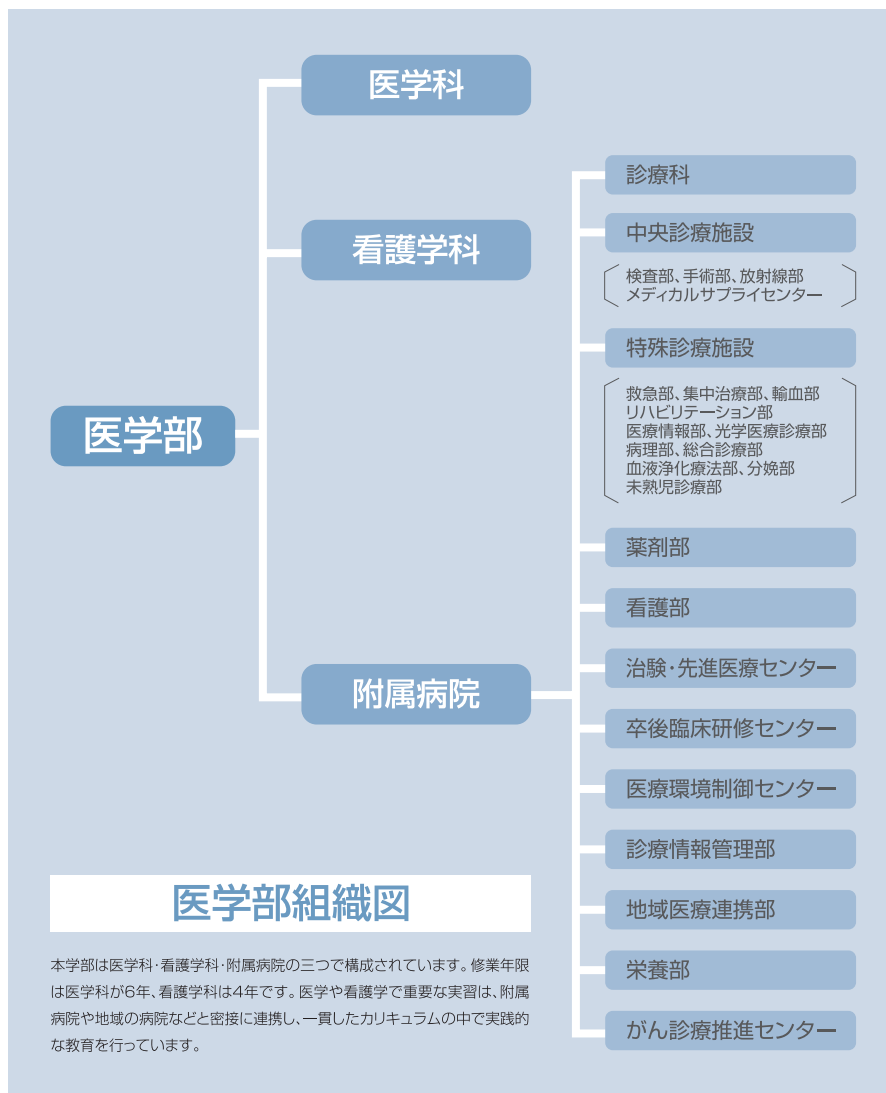 医学科
看護学科
医学部
附属病院
診療科
中央診療施設
検査部、手術部、放射線部
メディカルサプライセンター
特殊診療施設
救急部、集中治療部、輸血部
リハビリテーション部
医療情報部、光学医療診療部
病理部、総合診療部
血液浄化療法部、分娩部
未熟児診療部
薬剤部
看護部
治験・先進医療センター
卒後臨床研修センター
医療環境制御センター
診療情報管理部
地域医療連携部
栄養部
がん診療推進センター
医学部組織図
本学部は医学科・看護学科・附属病院の三つで構成されています。修業年限
は医学科が6年、看護学科は4年です。医学や看護学で重要な実習は、附属
病院や地域の病院などと密接に連携し、一貫したカリキュラムの中で実践的
な教育を行っています。